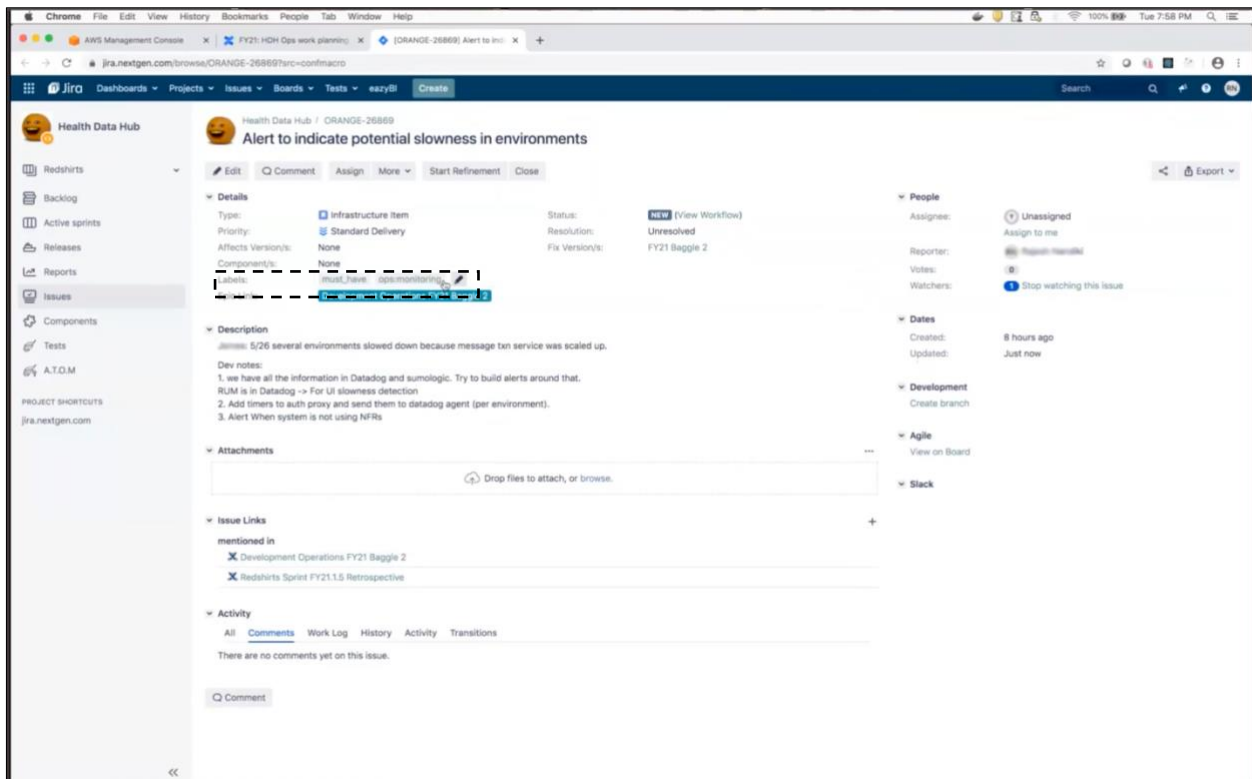 Chrome File Edit View History Bookmarks People Tab Window Help
100% Tue 7:58 PM
AWS Management Console
FY21: HDH Ops work planning
[ORANGE-26869] Alert to indi
jira.nextgen.com/browse/ORANGE-26869?src=confmacro
Jira Dashboards Projects Issues Boards Tests eazyBI Create
Search
RN
Health Data Hub
Redshirts
Backlog
Active sprints
Releases
Reports
Issues
Components
Tests
A.T.O.M
PROJECT SHORTCUTS
jira.nextgen.com
Health Data Hub / ORANGE-26869
Alert to indicate potential slowness in environments
Edit Comment Assign More Start Refinement Close
Export
Details
Type: Infrastructure Item
Priority: Standard Delivery
Affects Version/s: None
Component/s: None
Labels: must_have ops:monitoring
Status: NEW (View Workflow)
Resolution: Unresolved
Fix Version/s: FY21 Baggle 2
Description
5/26 several environments slowed down because message txn service was scaled up.
Dev notes:
1. we have all the information in Datadog and sumologic. Try to build alerts around that.
RUM is in Datadog -> For UI slowness detection
2. Add timers to auth proxy and send them to datadog agent (per environment).
3. Alert When system is not using NFRs
Attachments
Drop files to attach, or browse.
Issue Links
mentioned in
Development Operations FY21 Baggle 2
Redshirts Sprint FY21.1.5 Retrospective
Activity
All Comments Work Log History Activity Transitions
There are no comments yet on this issue.
Comment
People
Assignee: Unassigned
Assign to me
Reporter:
Votes: 0
Watchers: 1 Stop watching this issue
Dates
Created: 8 hours ago
Updated: Just now
Development
Create branch
Agile
View on Board
Slack